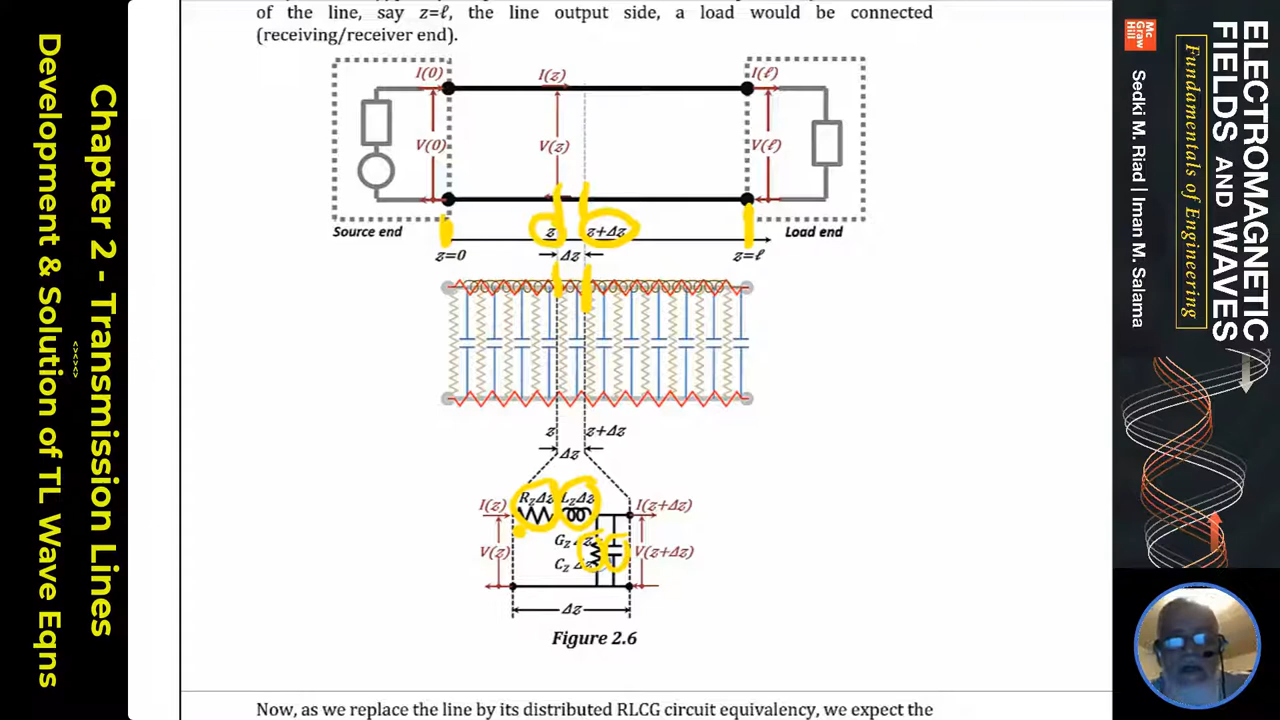 Chapter 2 - Transmission Lines
Development & Solution of TL Wave Eqns
<><><>
of the line, say z=ℓ, the line output side, a load would be connected
(receiving/receiver end).
I(0) I(z) I(ℓ)
V(0) V(z) V(ℓ)
Source end z z+Δz Load end
z=0 Δz z=ℓ
z z+Δz
Δz
I(z) RzΔz LzΔz I(z+Δz)
V(z) Gz V(z+Δz)
Cz
Δz
Figure 2.6
Now, as we replace the line by its distributed RLCG circuit equivalency, we expect the
ELECTROMAGNETIC
FIELDS AND WAVES
Fundamentals of Engineering
Mc
Graw
Hill
Sedki M. Riad | Iman M. Salama